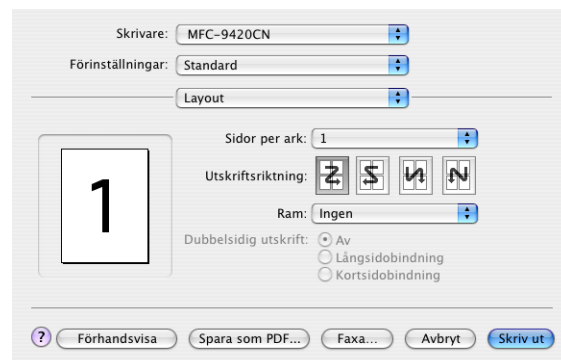 Skrivare: MFC-9420CN
Förinställningar: Standard
Layout
Sidor per ark: 1
Utskriftsriktning:
1
Ram: Ingen
Dubbelsidig utskrift: Av
Långsidobindning
Kortsidobindning
? Förhandsvisa Spara som PDF... Faxa... Avbryt Skriv ut